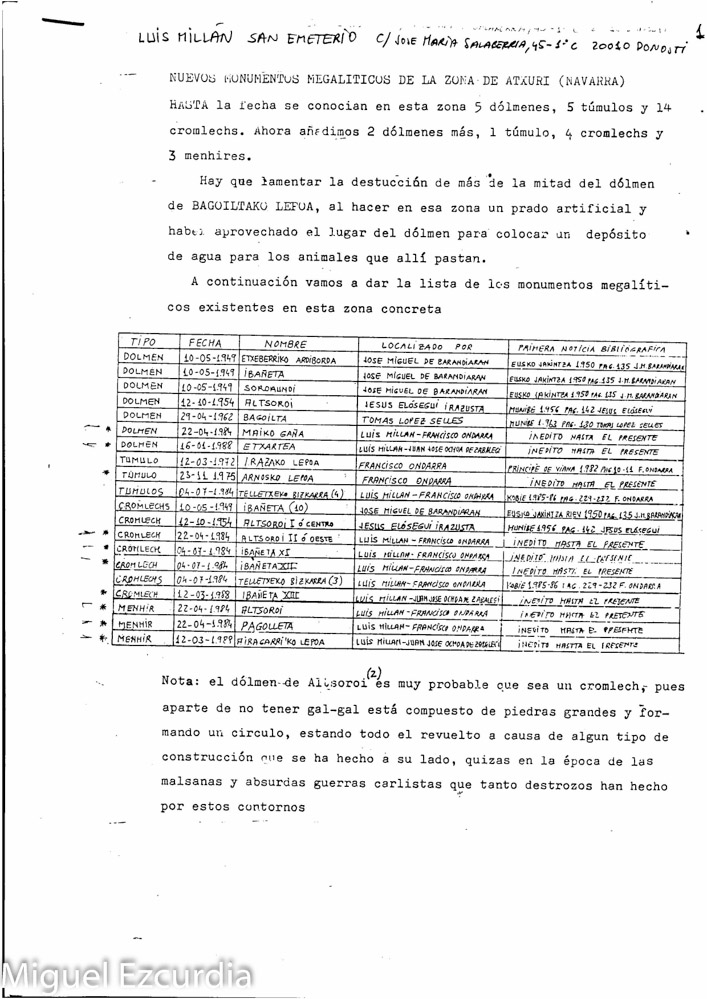 1
LUIS MILLÁN SAN EMETERIO C/ JOSE MARÍA SALABERRIA, 45-1º C 20010 DONOSTI
NUEVOS MONUMENTOS MEGALITICOS DE LA ZONA DE ATXURI (NAVARRA)
HASTA la fecha se conocian en esta zona 5 dólmenes, 5 túmulos y 14
cromlechs. Ahora añadimos 2 dólmenes más, 1 túmulo, 4 cromlechs y
3 menhires.
Hay que lamentar la destucción de más de la mitad del dólmen
de BAGOILTAKO LEFOA, al hacer en esa zona un prado artificial y
haber aprovechado el lugar del dólmen para colocar un depósito
de agua para los animales que allí pastan.
A continuación vamos a dar la lista de los monumentos megalíti-
cos existentes en esta zona concreta
TIPO FECHA NOMBRE LOCALIZADO POR PRIMERA NOTICIA BIBLIOGRAFICA
DOLMEN 10-05-1949 ETXEBERRIKO ARDIBORDA JOSE MIGUEL DE BARANDIARAN EUSKO JAKINTZA 1950 PAG. 135 J.M. BARANDIARAN
DOLMEN 10-05-1949 IBAÑETA JOSE MIGUEL DE BARANDIARAN EUSKO JAKINTZA 1950 PAG. 135 J.M. BARANDIARAN
DOLMEN 10-05-1949 SOROMUNDI JOSE MIGUEL DE BARANDIARAN EUSKO JAKINTZA 1950 PAG 135 J.M. BARANDIARAN
DOLMEN 12-10-1954 ALTSOROI JESUS ELÓSEGUI IRAZUSTA MUNIBE 1956 PAG. 142 JESUS ELÓSEGUI
DOLMEN 29-04-1962 BAGOILTA TOMAS LOPEZ SELLES MUNIBE 1.963 PAG. 130 TOMAS LOPEZ SELLES
* DOLMEN 22-04-1984 MAIKO GAÑA LUIS MILLAN-FRANCISCO ONDARRA INEDITO HASTA EL PRESENTE
* DOLMEN 16-01-1988 ETXARTEA LUIS MILLAN-JUAN JOSE OCHOA DE ZABALEGI INEDITO HASTA EL PRESENTE
TUMULO 12-03-1972 IRAZAKO LEPOA FRANCISCO ONDARRA PRINCIPE DE VIANA 1982 PAG 10-11 F. ONDARRA
* TÚMULO 23-11-1975 ARNOSKO LEPOA FRANCISCO ONDARRA INEDITO HASTA EL PRESENTE
TUMULOS 04-07-1984 TELLETXEKO BIZKARRA (4) LUIS MILLAN-FRANCISCO ONDARRA KOBIE 1985-86 PAG. 229-232 F. ONDARRA
CROMLECHS 10-05-1949 IBAÑETA (10) JOSE MIGUEL DE BARANDIARAN EUSKO JAKINTZA RIEV 1950 PAG. 135 J.M. BARANDIARAN
CROMLECH 12-10-1954 ALTSOROI I ó CENTRO JESUS ELÓSEGUI IRAZUSTA MUNIBE 1956 PAG. 142 JESUS ELÓSEGUI
* CROMLECH 22-04-1984 ALTSOROI II ó OESTE LUIS MILLAN-FRANCISCO ONDARRA INEDITO HASTA EL PRESENTE
* CROMLECH 04-07-1984 IBAÑETA XI LUIS MILLAN-FRANCISCO ONDARRA INEDITO HASTA EL PRESENTE
* CROMLECH 04-07-1984 IBAÑETA XII LUIS MILLAN-FRANCISCO ONDARRA INEDITO HASTA EL PRESENTE
CROMLECHS 04-07-1984 TELLETXEKO BIZKARRA (3) LUIS MILLAN-FRANCISCO ONDARRA KOBIE 1985-86 PAG. 229-232 F. ONDARRA
* CROMLECH 12-03-1988 IBAÑETA XIII LUIS MILLAN-JUAN JOSE OCHOA DE ZABALEGI INEDITO HASTA EL PRESENTE
* MENHIR 22-04-1984 ALTSOROI LUIS MILLAN-FRANCISCO ONDARRA INEDITO HASTA EL PRESENTE
* MENHIR 22-04-1984 PAGOLLETA LUIS MILLAN-FRANCISCO ONDARRA INEDITO HASTA EL PRESENTE
* MENHIR 12-03-1988 LEPOA LUIS MILLAN-JUAN JOSE OCHOA DE ZABALEGI INEDITO HASTTA EL PRESENTE
Nota: el dólmen de Altsoroi (2) es muy probable que sea un cromlech, pues
aparte de no tener gal-gal está compuesto de piedras grandes y for-
mando un circulo, estando todo el revuelto a causa de algun tipo de
construcción que se ha hecho a su lado, quizas en la época de las
malsanas y absurdas guerras carlistas que tanto destrozos han hecho
por estos contornos
Miguel Ezcurdia